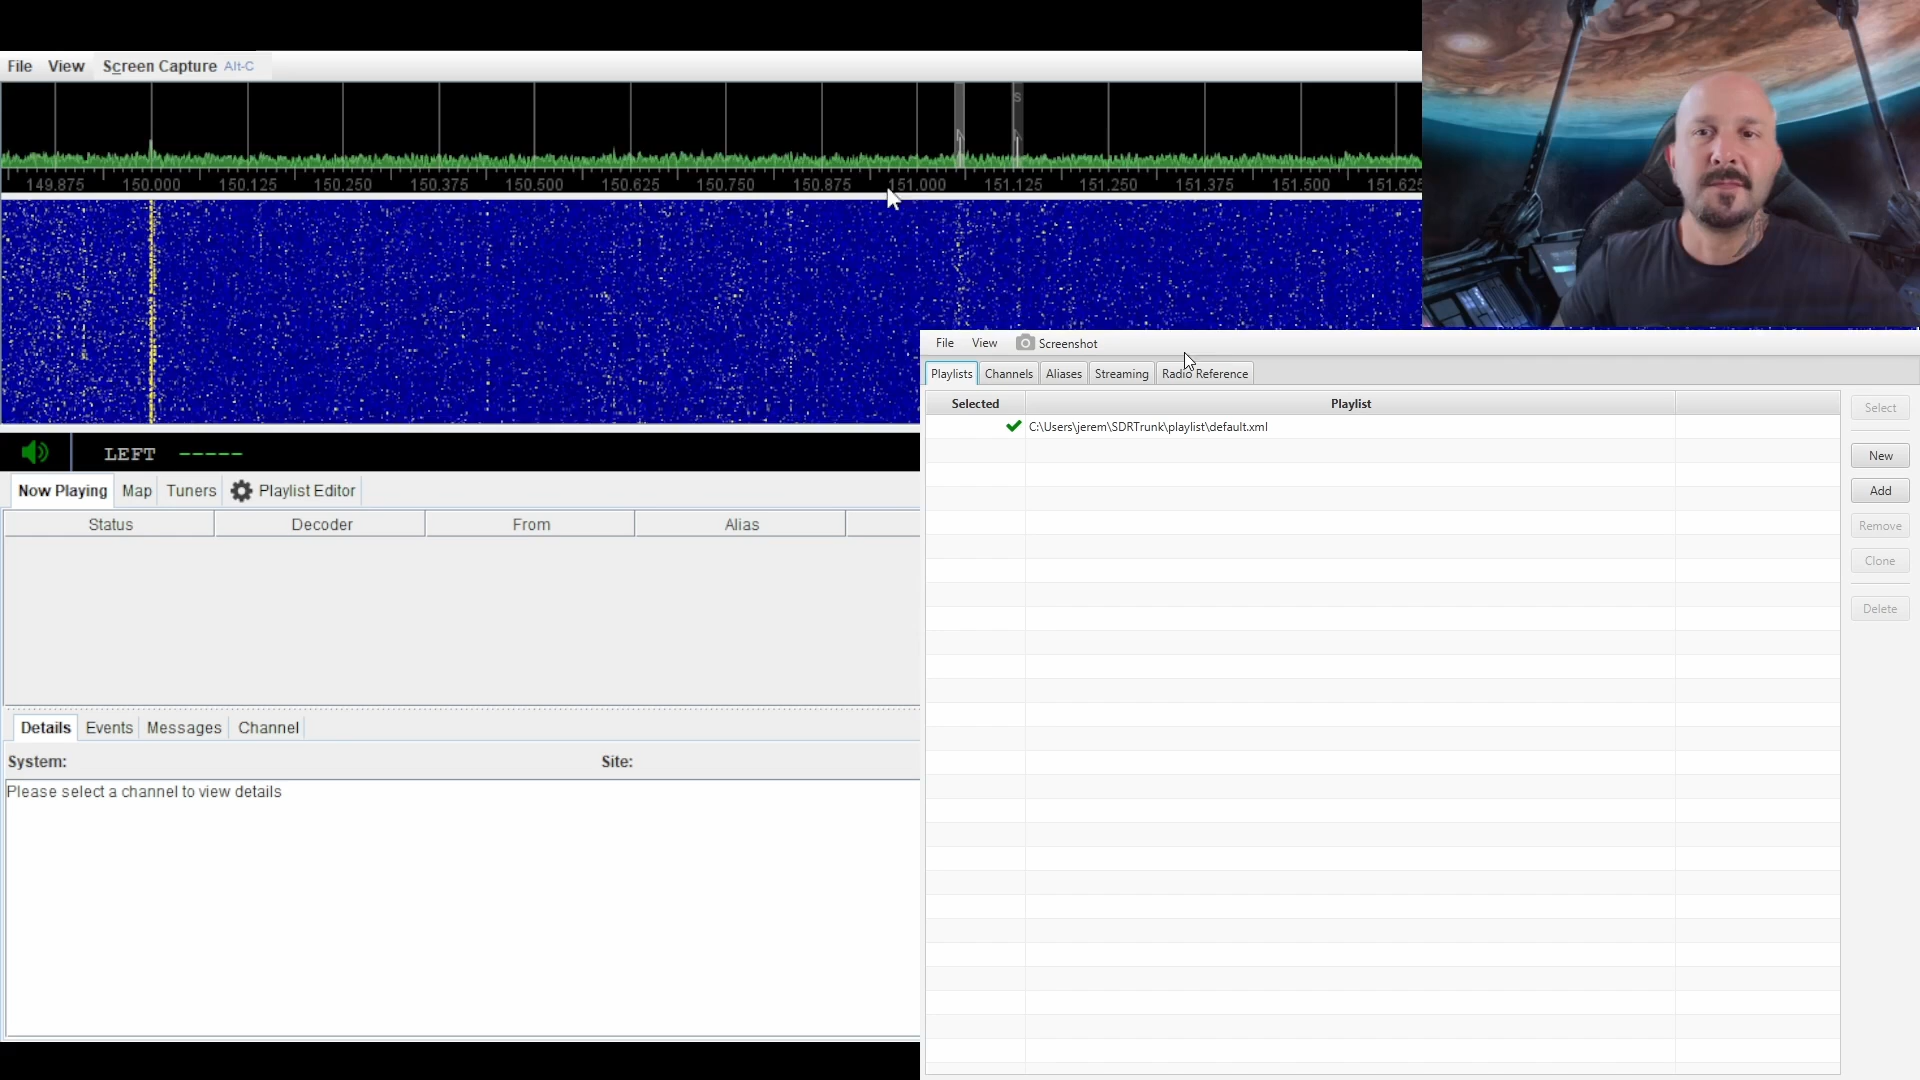 File View Screen Capture Alt-C
S
149.875 150.000 150.125 150.250 150.375 150.500 150.625 150.750 150.875 151.000 151.125 151.250 151.375 151.500 151.625
LEFT -----
Now Playing Map Tuners Playlist Editor
Status Decoder From Alias
Details Events Messages Channel
System: Site:
Please select a channel to view details
File View Screenshot
Playlists Channels Aliases Streaming Radio Reference
Selected Playlist
C:\Users\jerem\SDRTrunk\playlist\default.xml
Select
New
Add
Remove
Clone
Delete